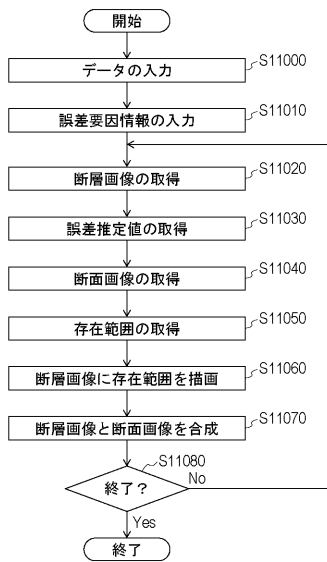 開始
データの入力
S11000
誤差要因情報の入力
S11010
断層画像の取得
S11020
誤差推定値の取得
S11030
断面画像の取得
S11040
存在範囲の取得
S11050
断層画像に存在範囲を描画
S11060
断層画像と断面画像を合成
S11070
終了？
S11080
No
Yes
終了